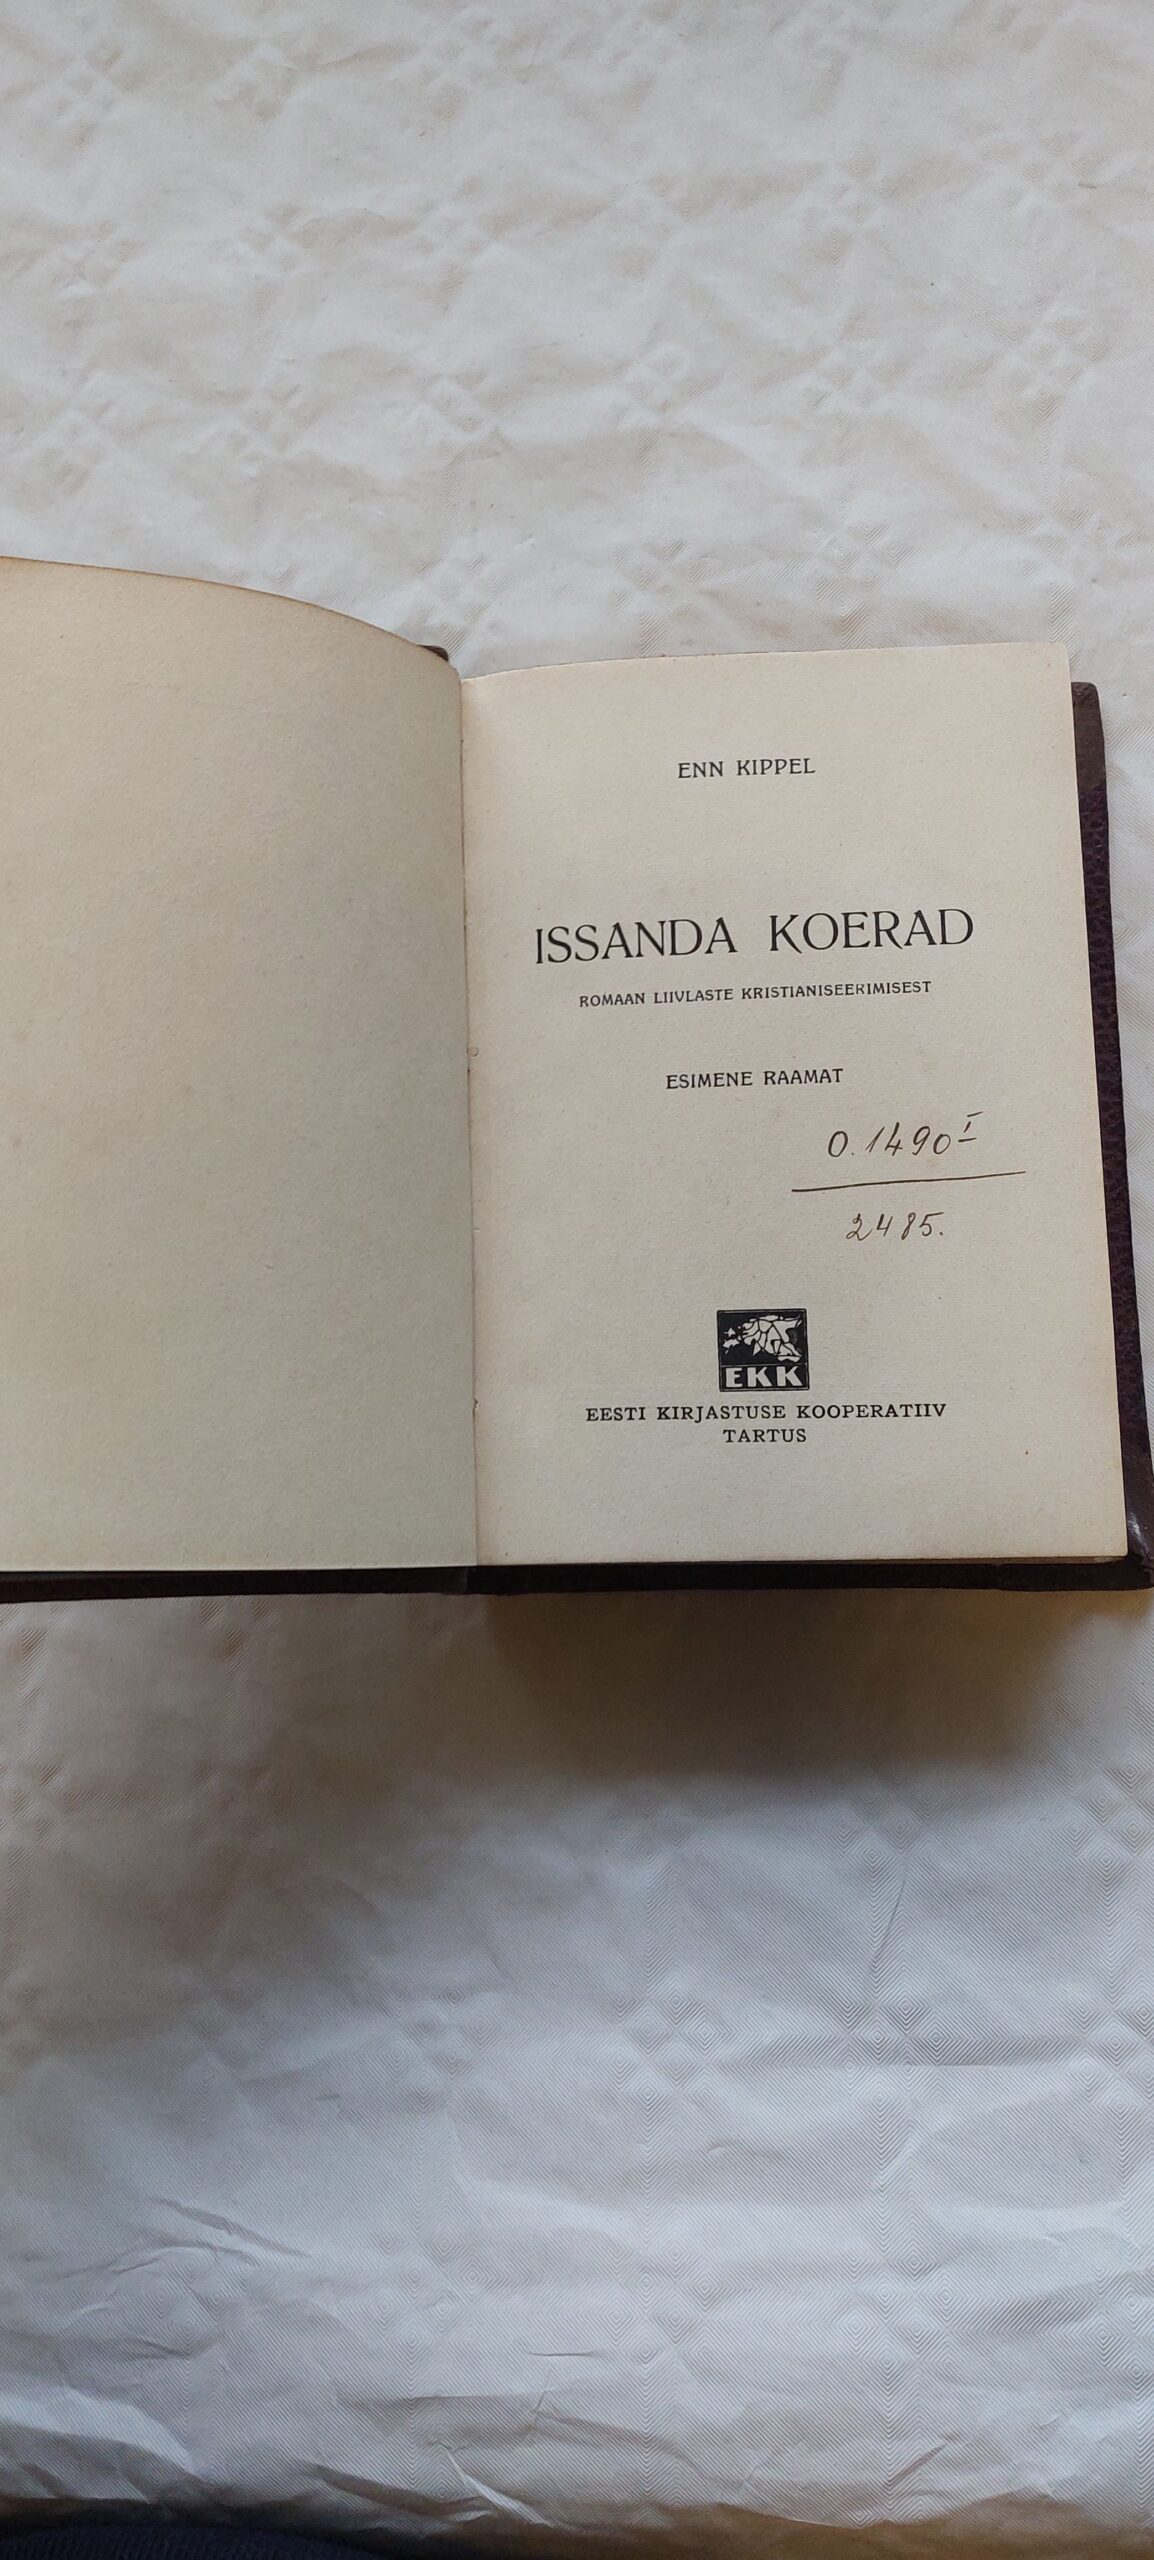 ENN KIPPEL
ISSANDA KOERAD
ROMAAN LIIVLASTE KRISTIANISEERIMISEST
ESIMENE RAAMAT
0.1490 I
2485.
EKK
EESTI KIRJASTUSE KOOPERATIIV
TARTUS